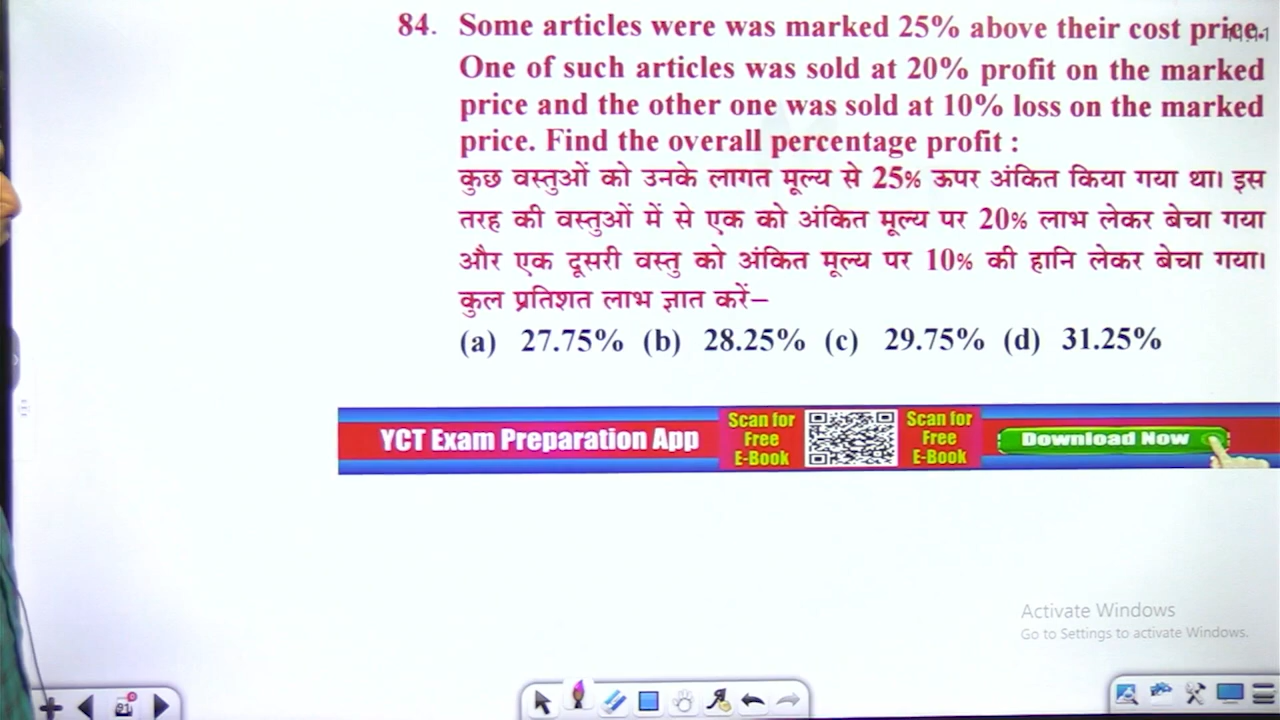 84. Some articles were was marked 25% above their cost price.
One of such articles was sold at 20% profit on the marked
price and the other one was sold at 10% loss on the marked
price. Find the overall percentage profit :
कुछ वस्तुओं को उनके लागत मूल्य से 25% ऊपर अंकित किया गया था। इस
तरह की वस्तुओं में से एक को अंकित मूल्य पर 20% लाभ लेकर बेचा गया
और एक दूसरी वस्तु को अंकित मूल्य पर 10% की हानि लेकर बेचा गया।
कुल प्रतिशत लाभ ज्ञात करें–
(a) 27.75% (b) 28.25% (c) 29.75% (d) 31.25%
YCT Exam Preparation App
Scan for
Free
E-Book
Scan for
Free
E-Book
Download Now
Activate Windows
Go to Settings to activate Windows.
91